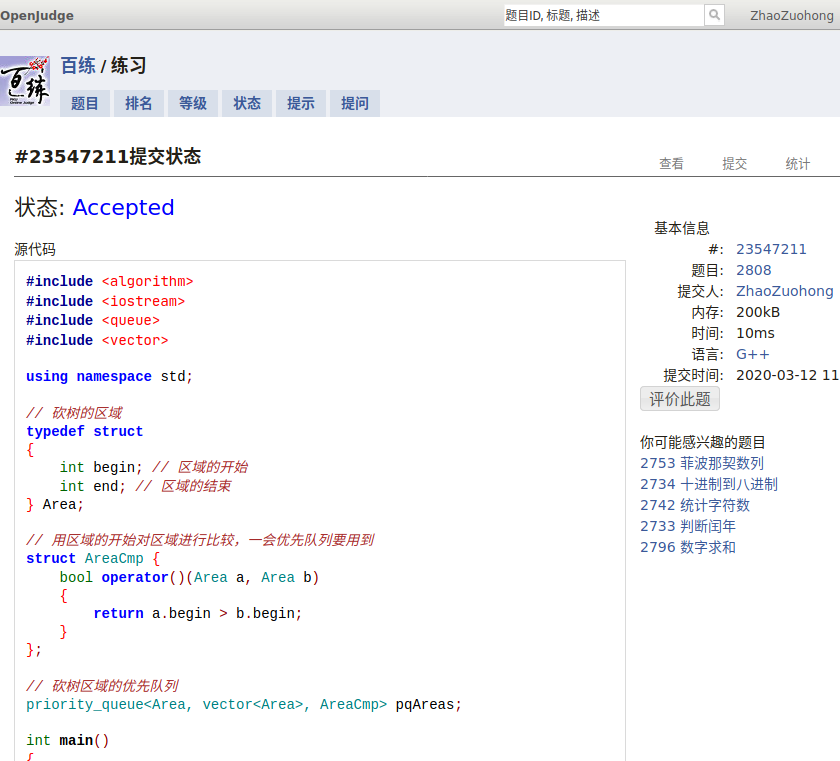 OpenJudge
题目ID, 标题, 描述
ZhaoZuohong
百练 / 练习
百练
题目 排名 等级 状态 提示 提问
#23547211提交状态
查看 提交 统计
状态: Accepted
源代码
#include <algorithm>
#include <iostream>
#include <queue>
#include <vector>
using namespace std;
// 砍树的区域
typedef struct
{
    int begin; // 区域的开始
    int end; // 区域的结束
} Area;
// 用区域的开始对区域进行比较，一会优先队列要用到
struct AreaCmp {
    bool operator()(Area a, Area b)
    {
        return a.begin > b.begin;
    }
};
// 砍树区域的优先队列
priority_queue<Area, vector<Area>, AreaCmp> pqAreas;
int main()
{
基本信息
#: 23547211
题目: 2808
提交人: ZhaoZuohong
内存: 200kB
时间: 10ms
语言: G++
提交时间: 2020-03-12 11
评价此题
你可能感兴趣的题目
2753 菲波那契数列
2734 十进制到八进制
2742 统计字符数
2733 判断闰年
2796 数字求和